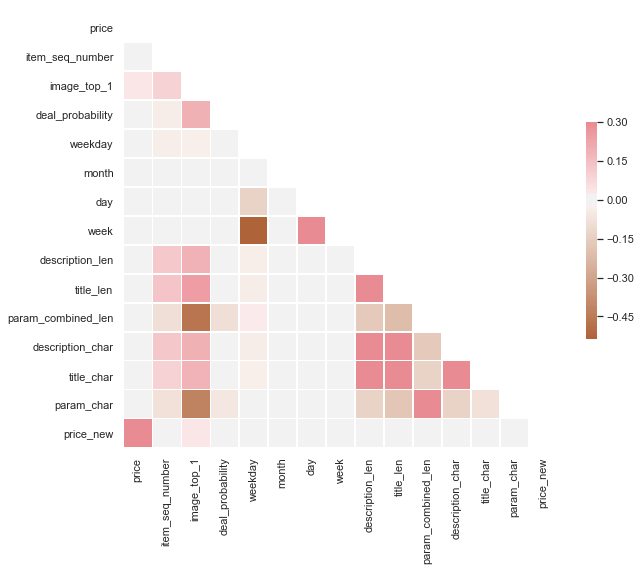 price
item_seq_number
image_top_1
deal_probability
weekday
month
day
week
description_len
title_len
param_combined_len
description_char
title_char
param_char
price_new
price
item_seq_number
image_top_1
deal_probability
weekday
month
day
week
description_len
title_len
param_combined_len
description_char
title_char
param_char
price_new
0.30
0.15
0.00
−0.15
−0.30
−0.45